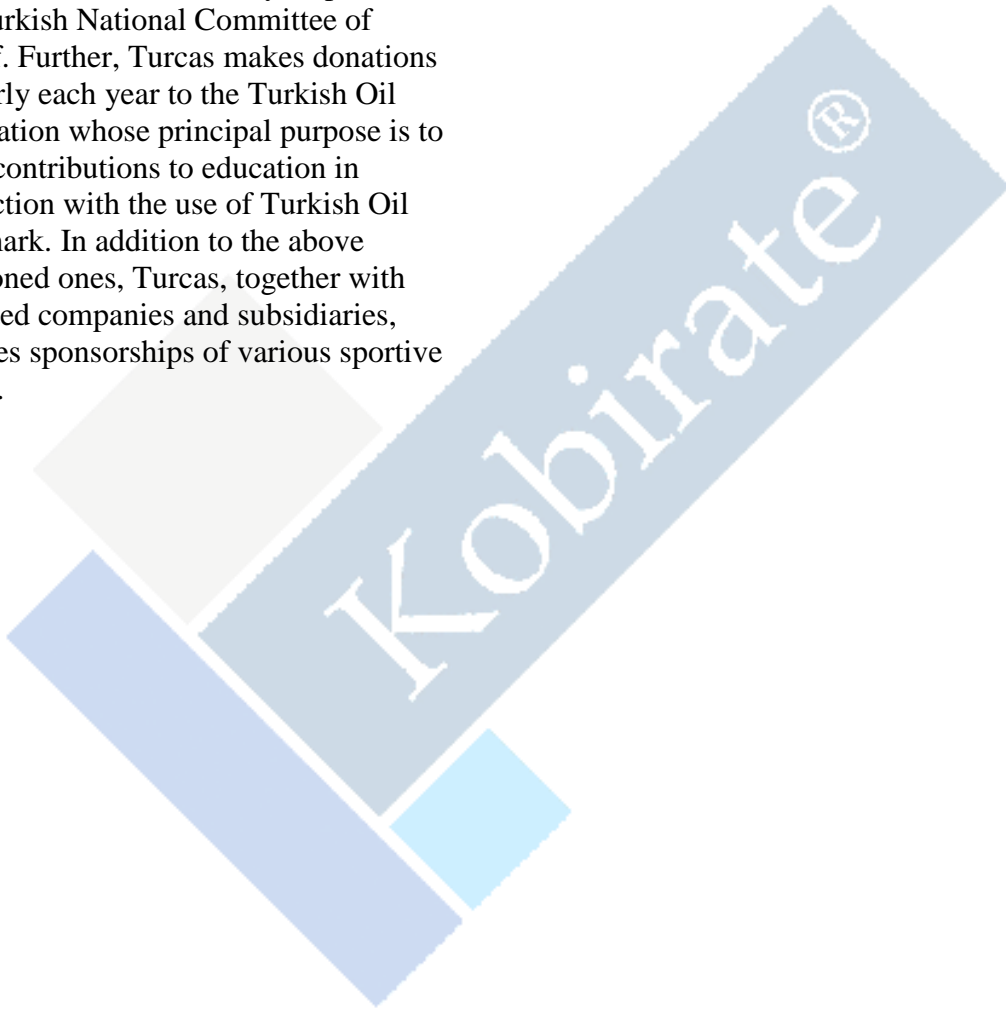 urkish National Committee of
. Further, Turcas makes donations
rly each year to the Turkish Oil
ation whose principal purpose is to
contributions to education in
ction with the use of Turkish Oil
ark. In addition to the above
oned ones, Turcas, together with
ed companies and subsidiaries,
es sponsorships of various sportive
.
Kobirate ®